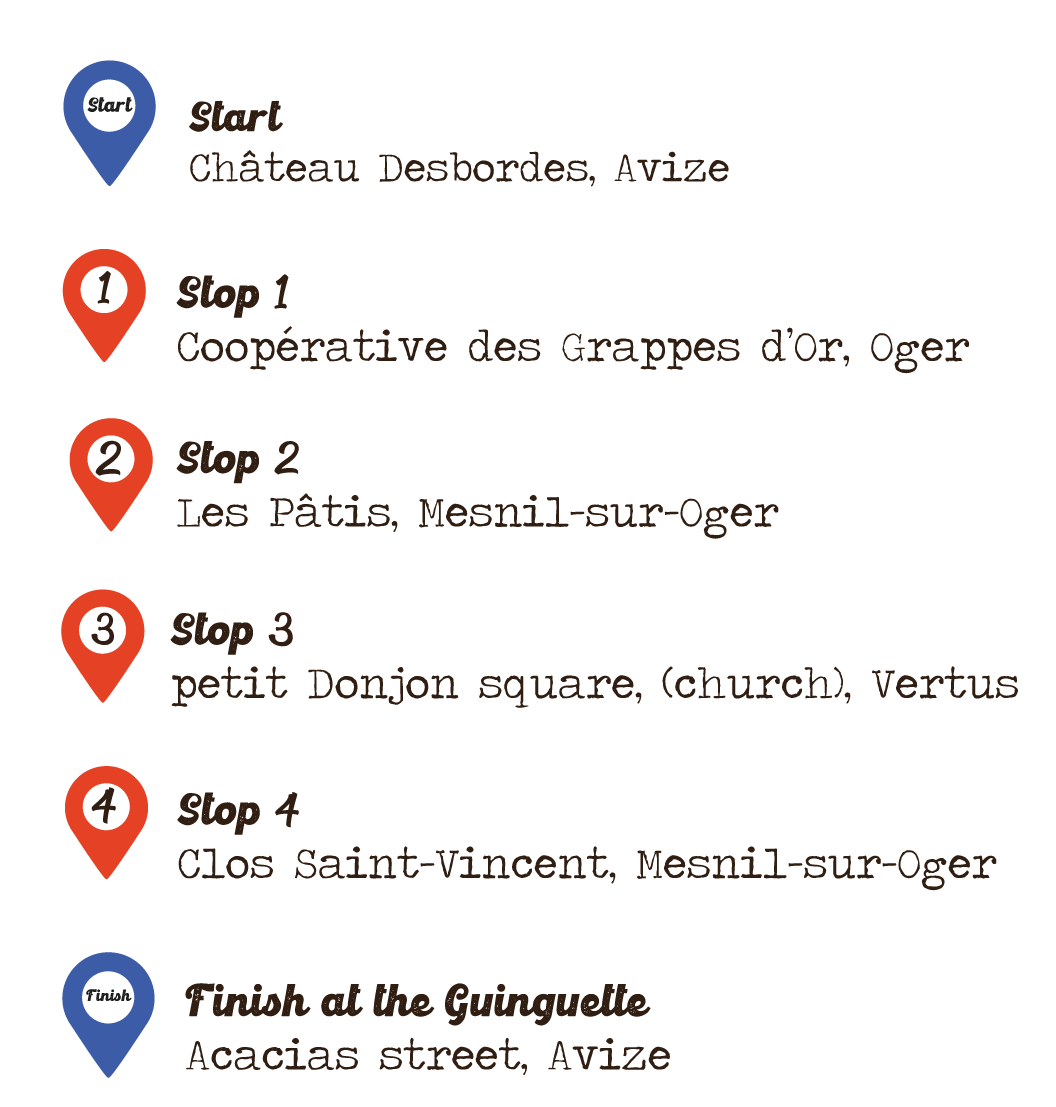 Start
Start
Château Desbordes, Avize
1
Stop 1
Coopérative des Grappes d'Or, Oger
2
Stop 2
Les Pâtis, Mesnil-sur-Oger
3
Stop 3
petit Donjon square, (church), Vertus
4
Stop 4
Clos Saint-Vincent, Mesnil-sur-Oger
Finish
Finish at the Guinguette
Acacias street, Avize